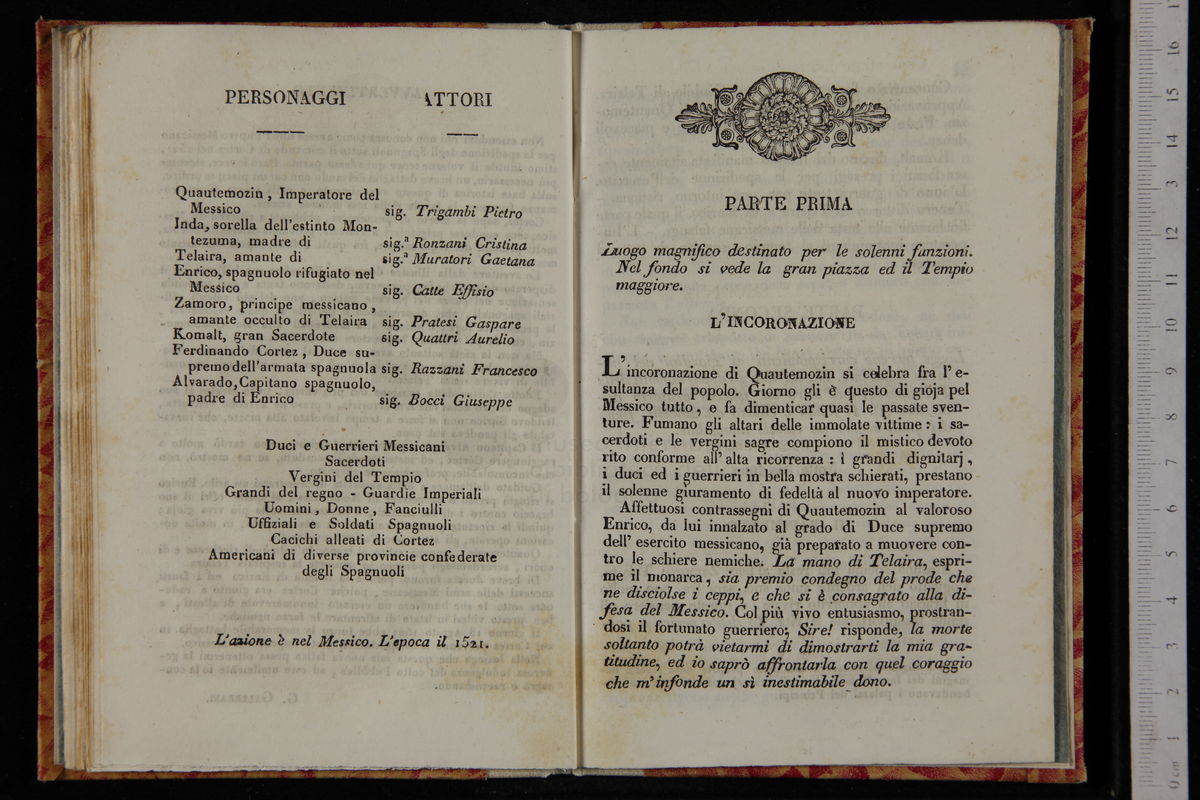 PERSONAGGI
ATTORI
Quautemozin, Imperatore del
Messico sig. Trigambi Pietro
Inda, sorella dell'estinto Mon-
tezuma, madre di sig.ª Ronzani Cristina
Telaira, amante di sig.ª Muratori Gaetana
Enrico, spagnuolo rifugiato nel
Messico sig. Catte Effisio
Zamoro, principe messicano,
amante occulto di Telaira sig. Pratesi Gaspare
Komalt, gran Sacerdote sig. Quattri Aurelio
Ferdinando Cortez, Duce su-
premo dell'armata spagnuola sig. Razzani Francesco
Alvarado, Capitano spagnuolo,
padre di Enrico sig. Bocci Giuseppe
Duci e Guerrieri Messicani
Sacerdoti
Vergini del Tempio
Grandi del regno - Guardie Imperiali
Uomini, Donne, Fanciulli
Uffiziali e Soldati Spagnuoli
Cacichi alleati di Cortez
Americani di diverse provincie confederate
degli Spagnuoli
L'azione è nel Messico. L'epoca il 1521.
PARTE PRIMA
Luogo magnifico destinato per le solenni funzioni.
Nel fondo si vede la gran piazza ed il Tempio
maggiore.
L'INCORONAZIONE
L'incoronazione di Quautemozin si celebra fra l'e-
sultanza del popolo. Giorno gli è questo di gioja pel
Messico tutto, e fa dimenticar quasi le passate sven-
ture. Fumano gli altari delle immolate vittime: i sa-
cerdoti e le vergini sagre compiono il mistico devoto
rito conforme all'alta ricorrenza: i grandi dignitarj,
i duci ed i guerrieri in bella mostra schierati, prestano
il solenne giuramento di fedeltà al nuovo imperatore.
Affettuosi contrassegni di Quautemozin al valoroso
Enrico, da lui innalzato al grado di Duce supremo
dell'esercito messicano, già preparato a muovere con-
tro le schiere nemiche. La mano di Telaira, espri-
me il monarca, sia premio condegno del prode che
ne disciolse i ceppi, e che si è consagrato alla di-
fesa del Messico. Col più vivo entusiasmo, prostran-
dosi il fortunato guerriero; Sire! risponde, la morte
soltanto potrà vietarmi di dimostrarti la mia gra-
titudine, ed io saprò affrontarla con quel coraggio
che m'infonde un sì inestimabile dono.